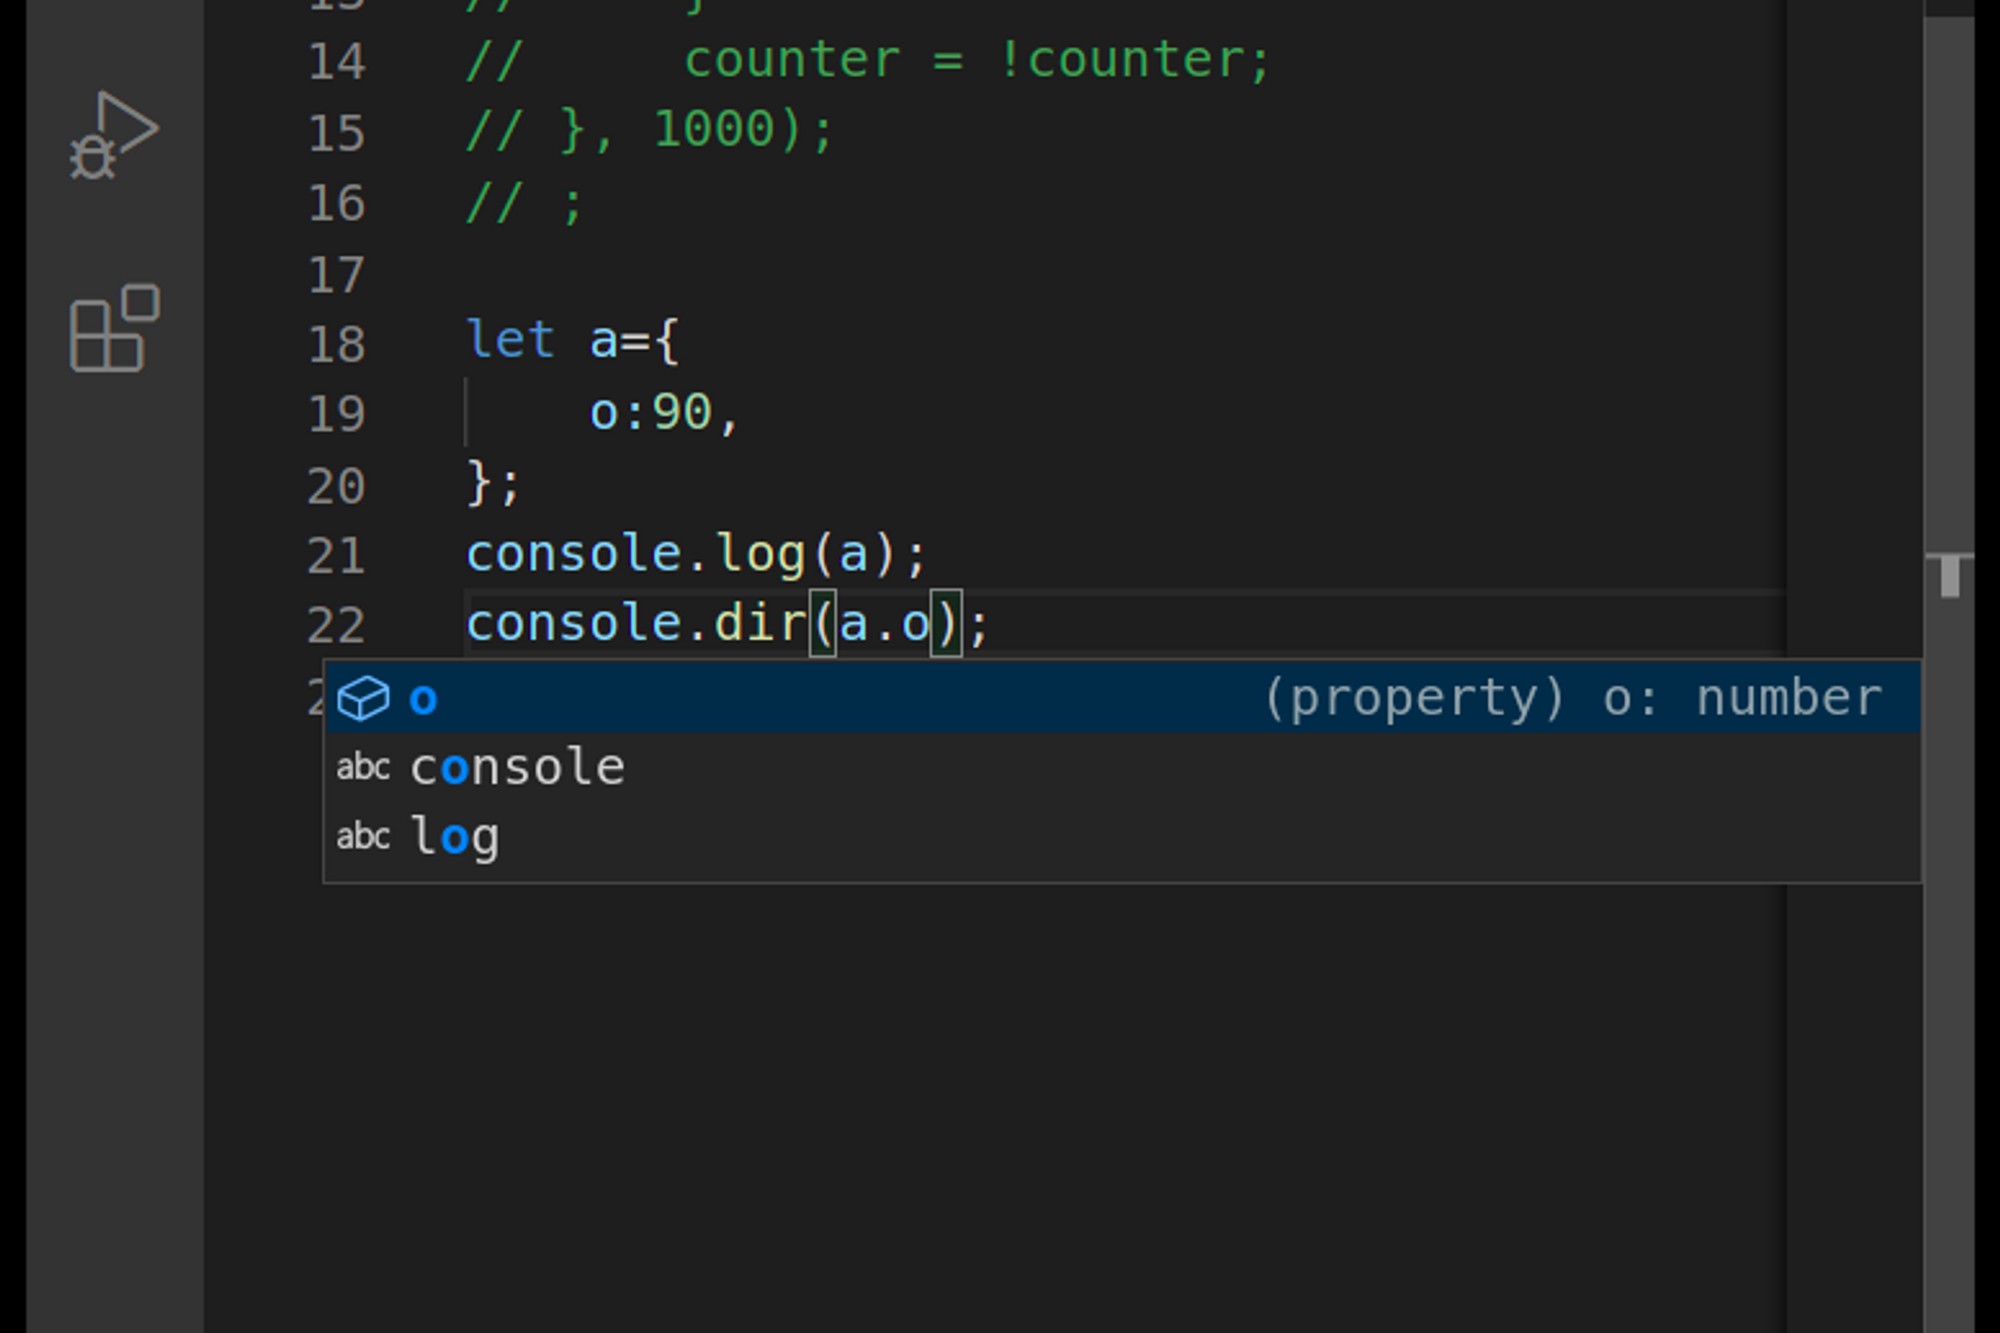 14 //     counter = !counter;
15 // }, 1000);
16 // ;
17
18 let a={
19     o:90,
20 };
21 console.log(a);
22 console.dir(a.o);
o (property) o: number
abc console
abc log